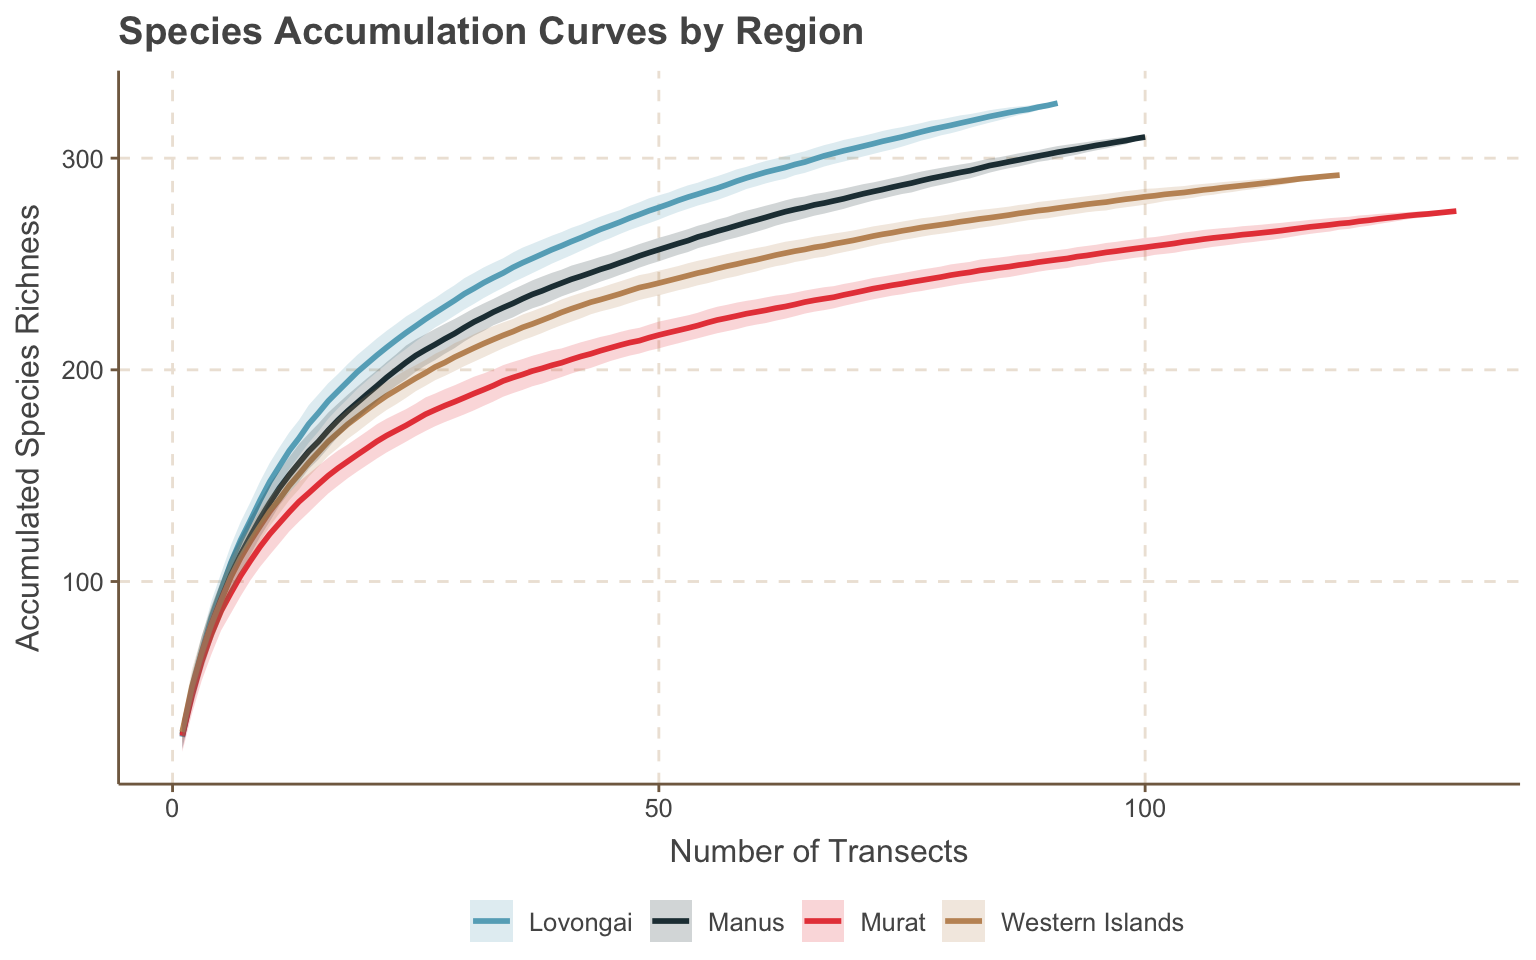 Species Accumulation Curves by Region
Accumulated Species Richness
300
200
100
0 50 100
Number of Transects
Lovongai Manus Murat Western Islands